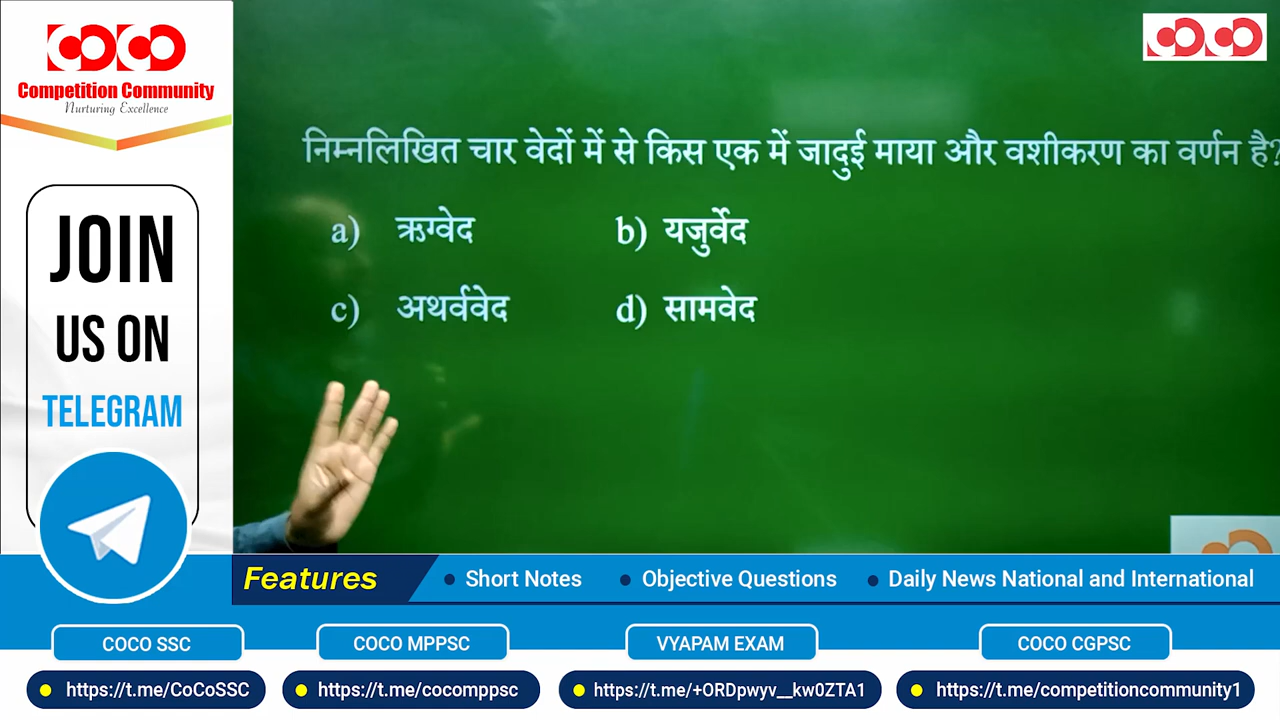 COCO
Competition Community
Nurturing Excellence
JOIN
US ON
TELEGRAM
COCO
निम्नलिखित चार वेदों में से किस एक में जादुई माया और वशीकरण का वर्णन है?
a) ऋग्वेद b) यजुर्वेद
c) अथर्ववेद d) सामवेद
Features • Short Notes • Objective Questions • Daily News National and International
COCO SSC COCO MPPSC VYAPAM EXAM COCO CGPSC
https://t.me/CoCoSSC https://t.me/cocomppsc https://t.me/+ORDpwyv__kw0ZTA1 https://t.me/competitioncommunity1